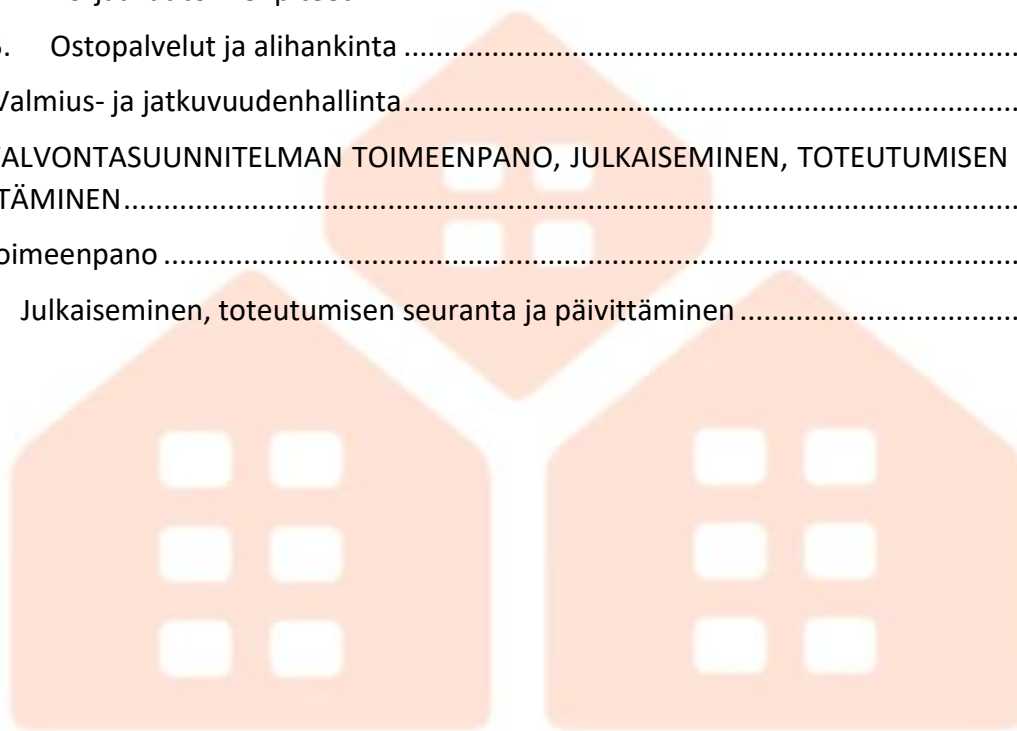 . Ostopalvelut ja alihankinta ........................................................................
Valmius- ja jatkuvuudenhallinta........................................................................
ALVONTASUUNNITELMAN TOIMEENPANO, JULKAISEMINEN, TOTEUTUMISEN
TÄMINEN........................................................................
oimeenpano ........................................................................
Julkaiseminen, toteutumisen seuranta ja päivittäminen ..................................